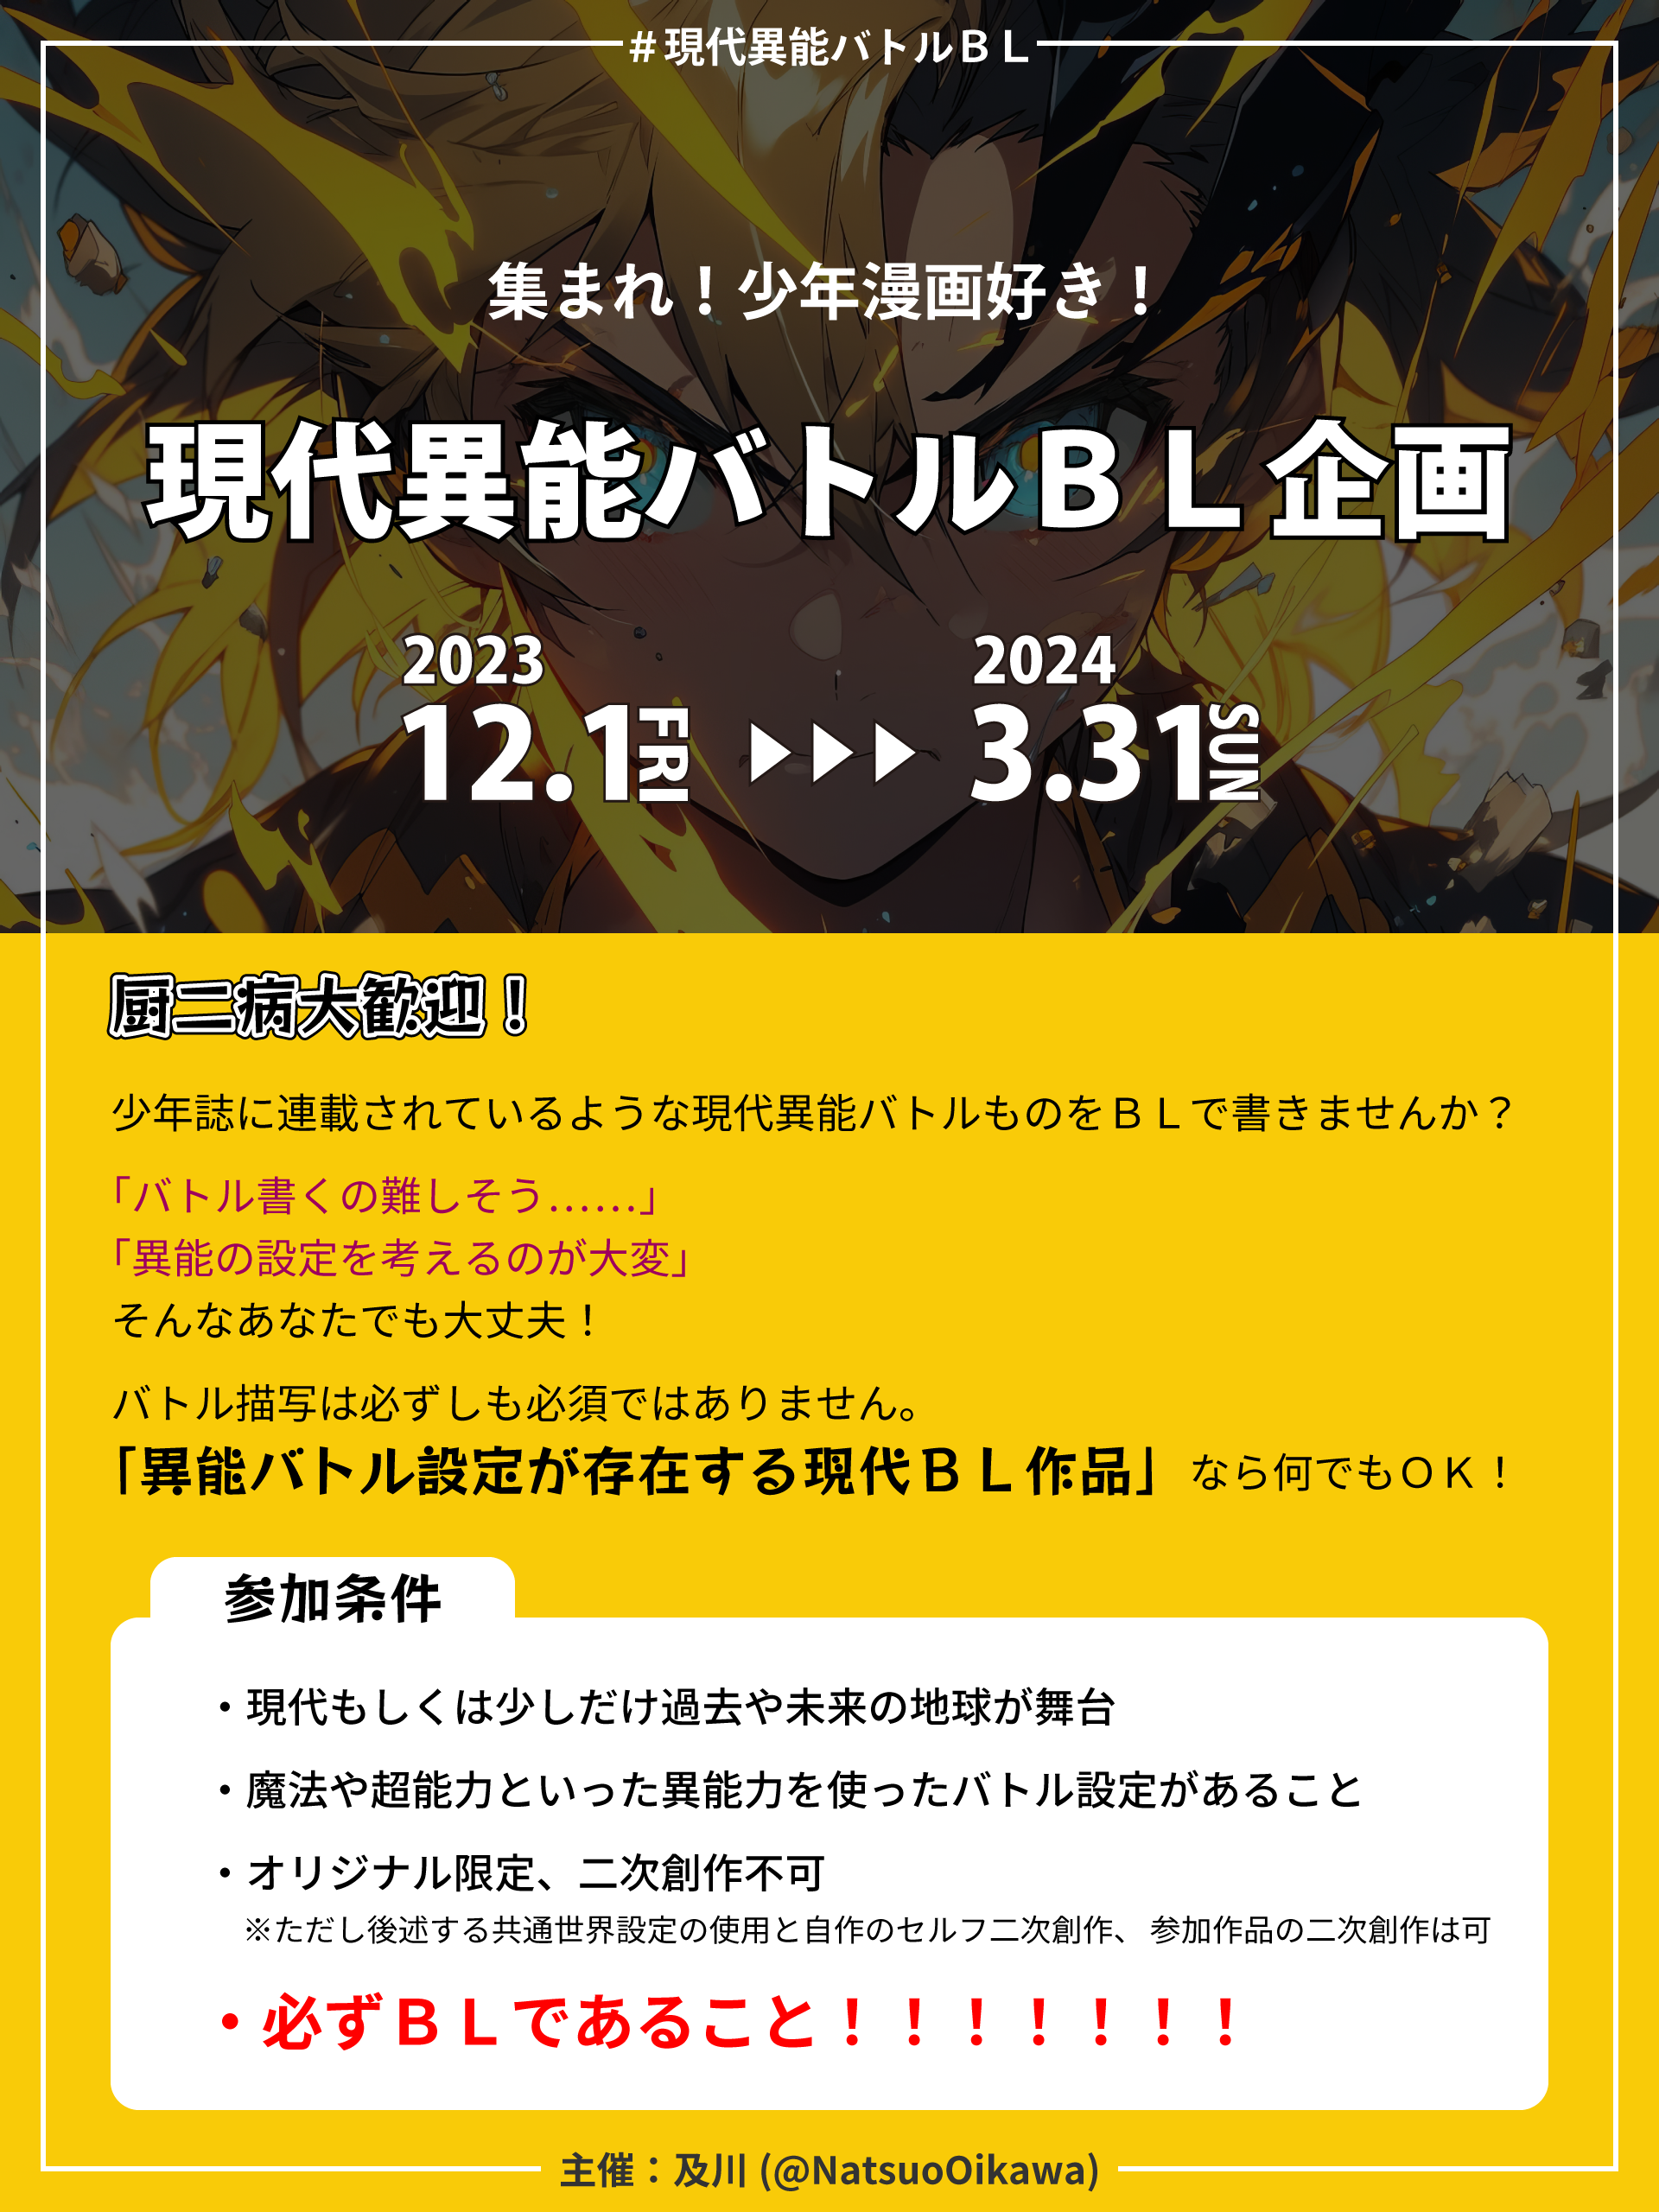 ＃現代異能バトルＢＬ
集まれ！少年漫画好き！
現代異能バトルＢＬ企画
2023
12.1 FRI
2024
3.31 SUN
厨二病大歓迎！
少年誌に連載されているような現代異能バトルものをＢＬで書きませんか？
「バトル書くの難しそう……」
「異能の設定を考えるのが大変」
そんなあなたでも大丈夫！
バトル描写は必ずしも必須ではありません。
「異能バトル設定が存在する現代ＢＬ作品」なら何でもＯＫ！
参加条件
・現代もしくは少しだけ過去や未来の地球が舞台
・魔法や超能力といった異能力を使ったバトル設定があること
・オリジナル限定、二次創作不可
※ただし後述する共通世界設定の使用と自作のセルフ二次創作、参加作品の二次創作は可
・必ずＢＬであること！！！！！！！
主催：及川 (@NatsuoOikawa)